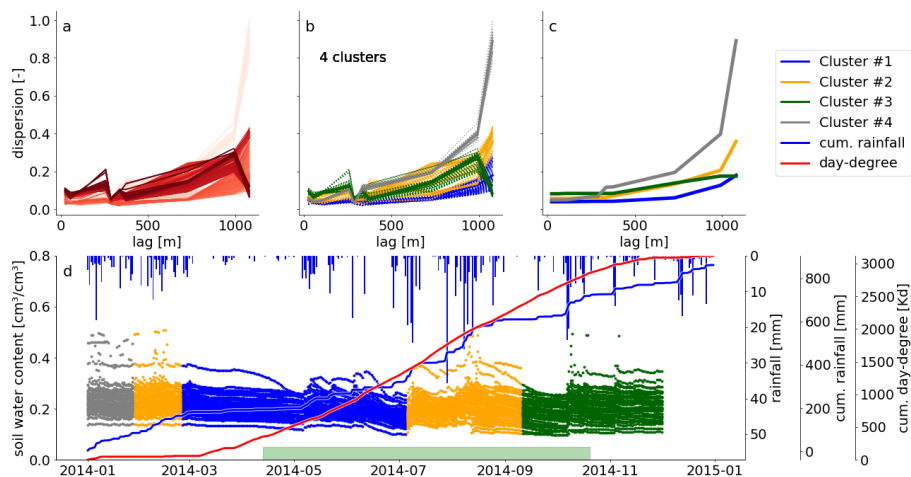 a
b
c
4 clusters
1.0
0.8
0.6
0.4
0.2
0.0
dispersion [-]
0
500
1000
lag [m]
0
500
1000
lag [m]
0
500
1000
lag [m]
Cluster #1
Cluster #2
Cluster #3
Cluster #4
cum. rainfall
day-degree
d
0.8
0.6
0.4
0.2
0.0
soil water content [cm³/cm³]
2014-01
2014-03
2014-05
2014-07
2014-09
2014-11
2015-01
0
10
20
30
40
50
rainfall [mm]
800
600
400
200
0
cum. rainfall [mm]
3000
2500
2000
1500
1000
500
0
cum. day-degree [Kd]